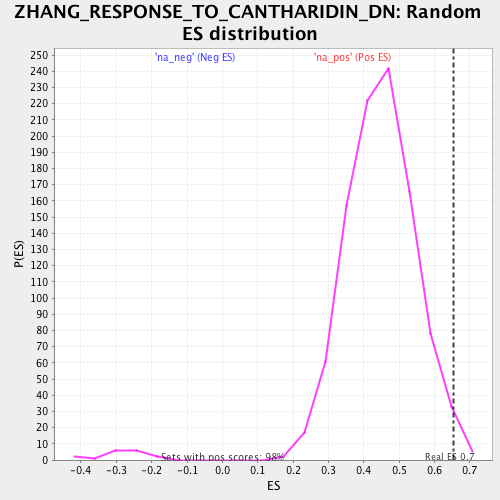 ZHANG_RESPONSE_TO_CANTHARIDIN_DN: Random
ES distribution
'na_neg' (Neg ES)
'na_pos' (Pos ES)
250
240
230
220
210
200
190
180
170
160
150
140
130
120
110
100
90
80
70
60
50
40
30
20
10
0
P(ES)
Sets with pos scores: 98%
Real ES 0.7
-0.4 -0.3 -0.2 -0.1 0.0 0.1 0.2 0.3 0.4 0.5 0.6 0.7
ES